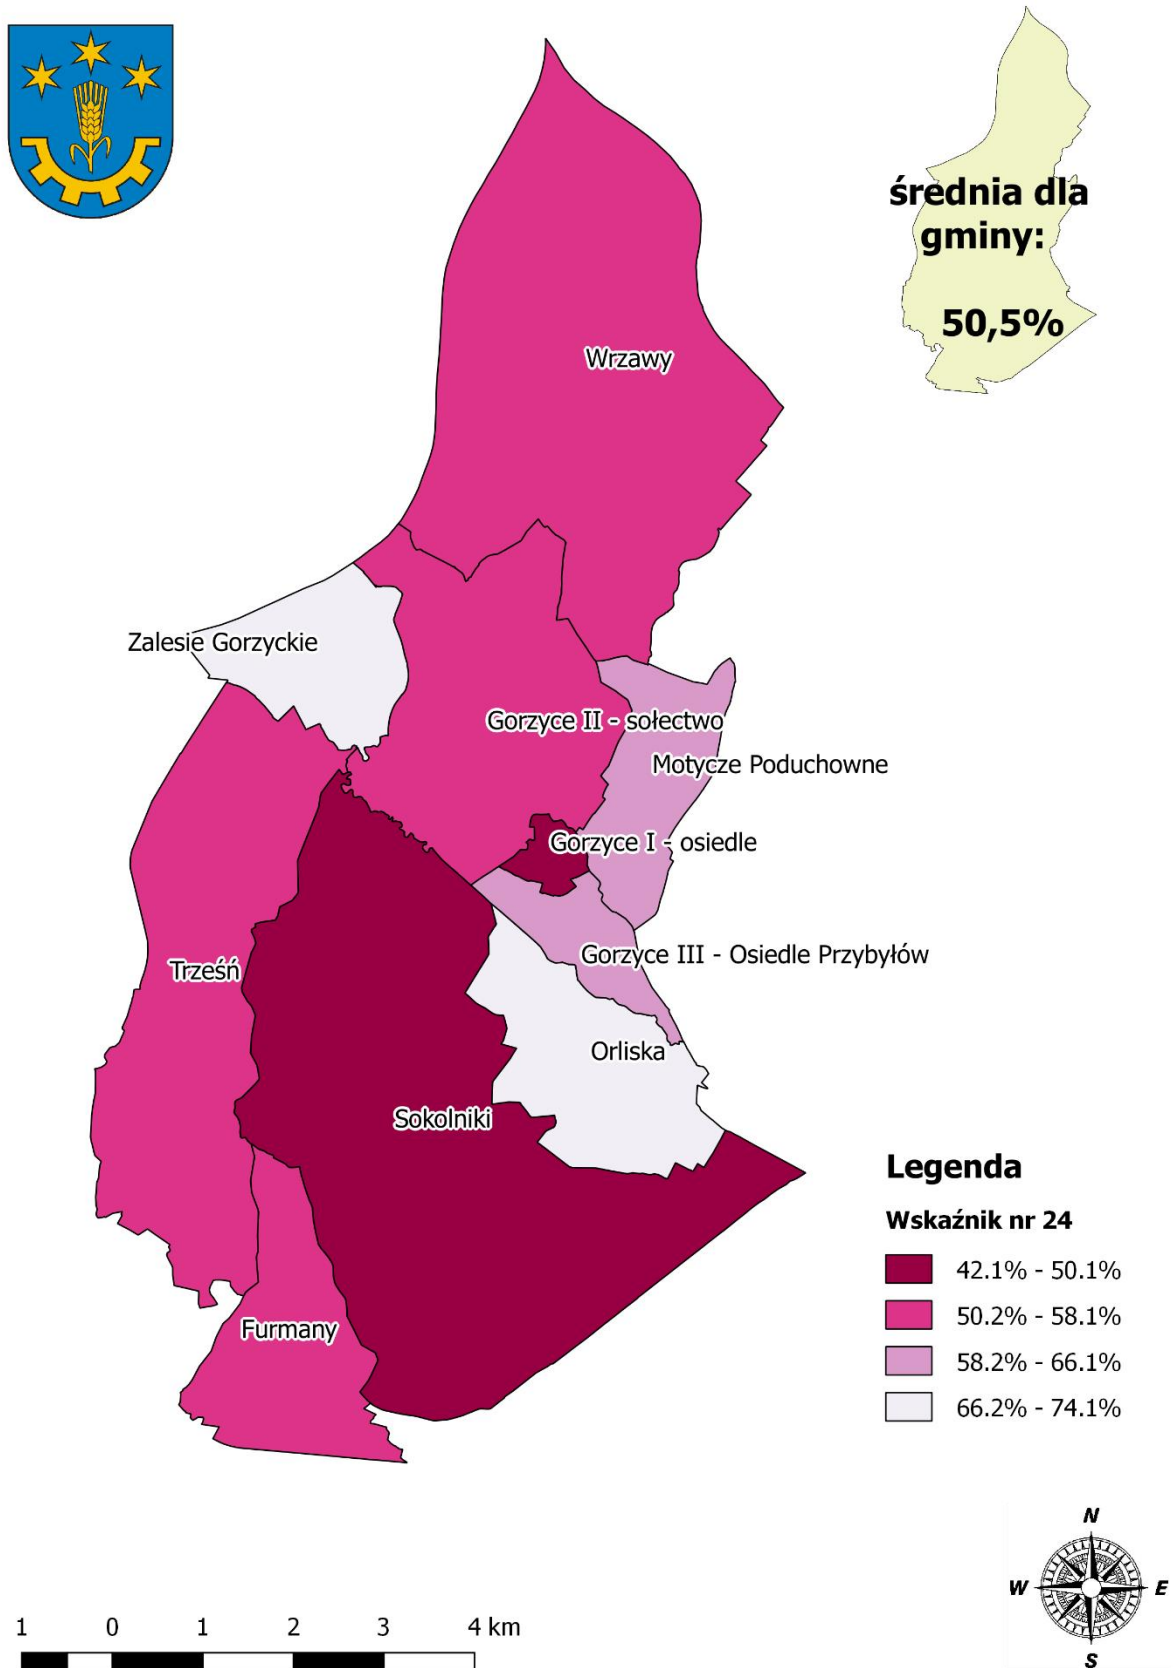 średnia dla
gminy:
50,5%
Wrzawy
Zalesie Gorzyckie
Gorzyce II - sołectwo
Motycze Poduchowne
Gorzyce I - osiedle
Gorzyce III - Osiedle Przybyłów
Trześń
Orliska
Sokolniki
Furmany
Legenda
Wskaźnik nr 24
42.1% - 50.1%
50.2% - 58.1%
58.2% - 66.1%
66.2% - 74.1%
N
W E
S
1 0 1 2 3 4 km